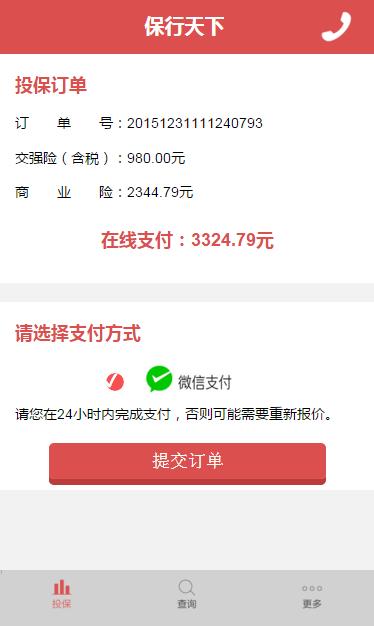 保行天下
投保订单
订 单 号：20151231111240793
交强险（含税）：980.00元
商 业 险：2344.79元
在线支付：3324.79元
请选择支付方式
微信支付
请您在24小时内完成支付，否则可能需要重新报价。
提交订单
投保 查询 更多